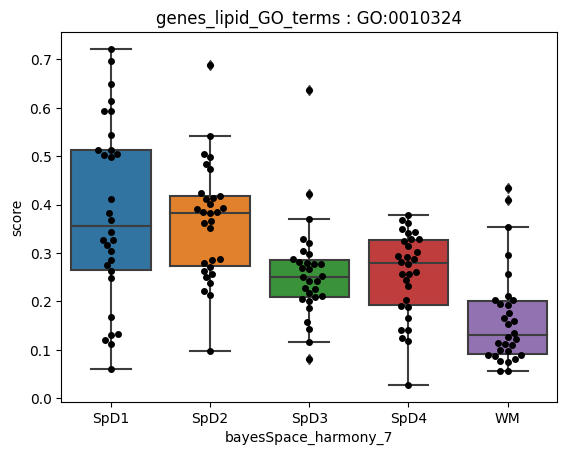 genes_lipid_GO_terms : GO:0010324
score
0.7
0.6
0.5
0.4
0.3
0.2
0.1
0.0
SpD1 SpD2 SpD3 SpD4 WM
bayesSpace_harmony_7